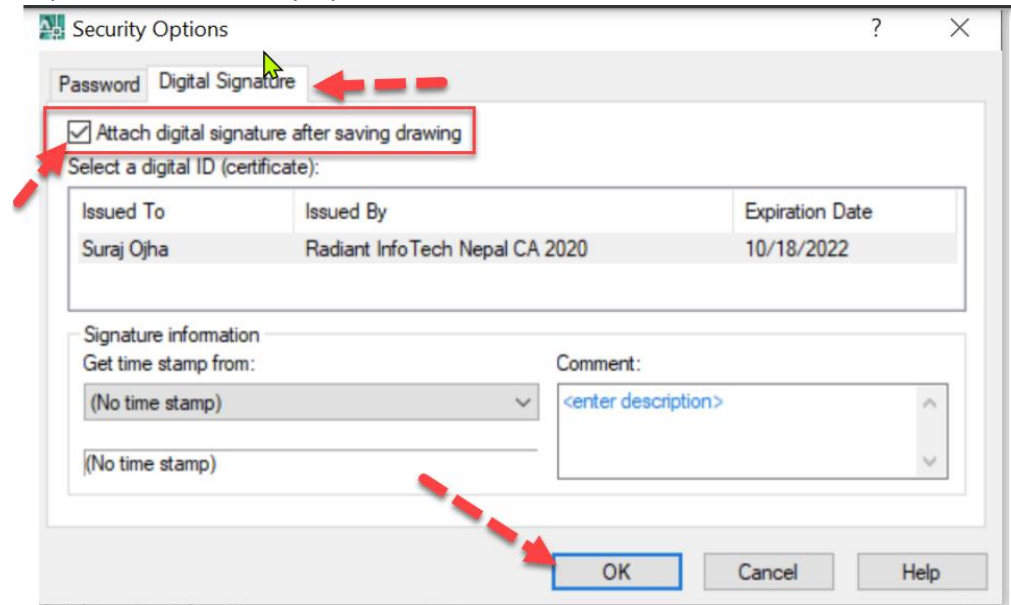 Security Options
Password Digital Signature
Attach digital signature after saving drawing
Select a digital ID (certificate):
Issued To Issued By Expiration Date
Suraj Ojha Radiant InfoTech Nepal CA 2020 10/18/2022
Signature information
Get time stamp from:
(No time stamp)
(No time stamp)
Comment:
<enter description>
OK Cancel Help